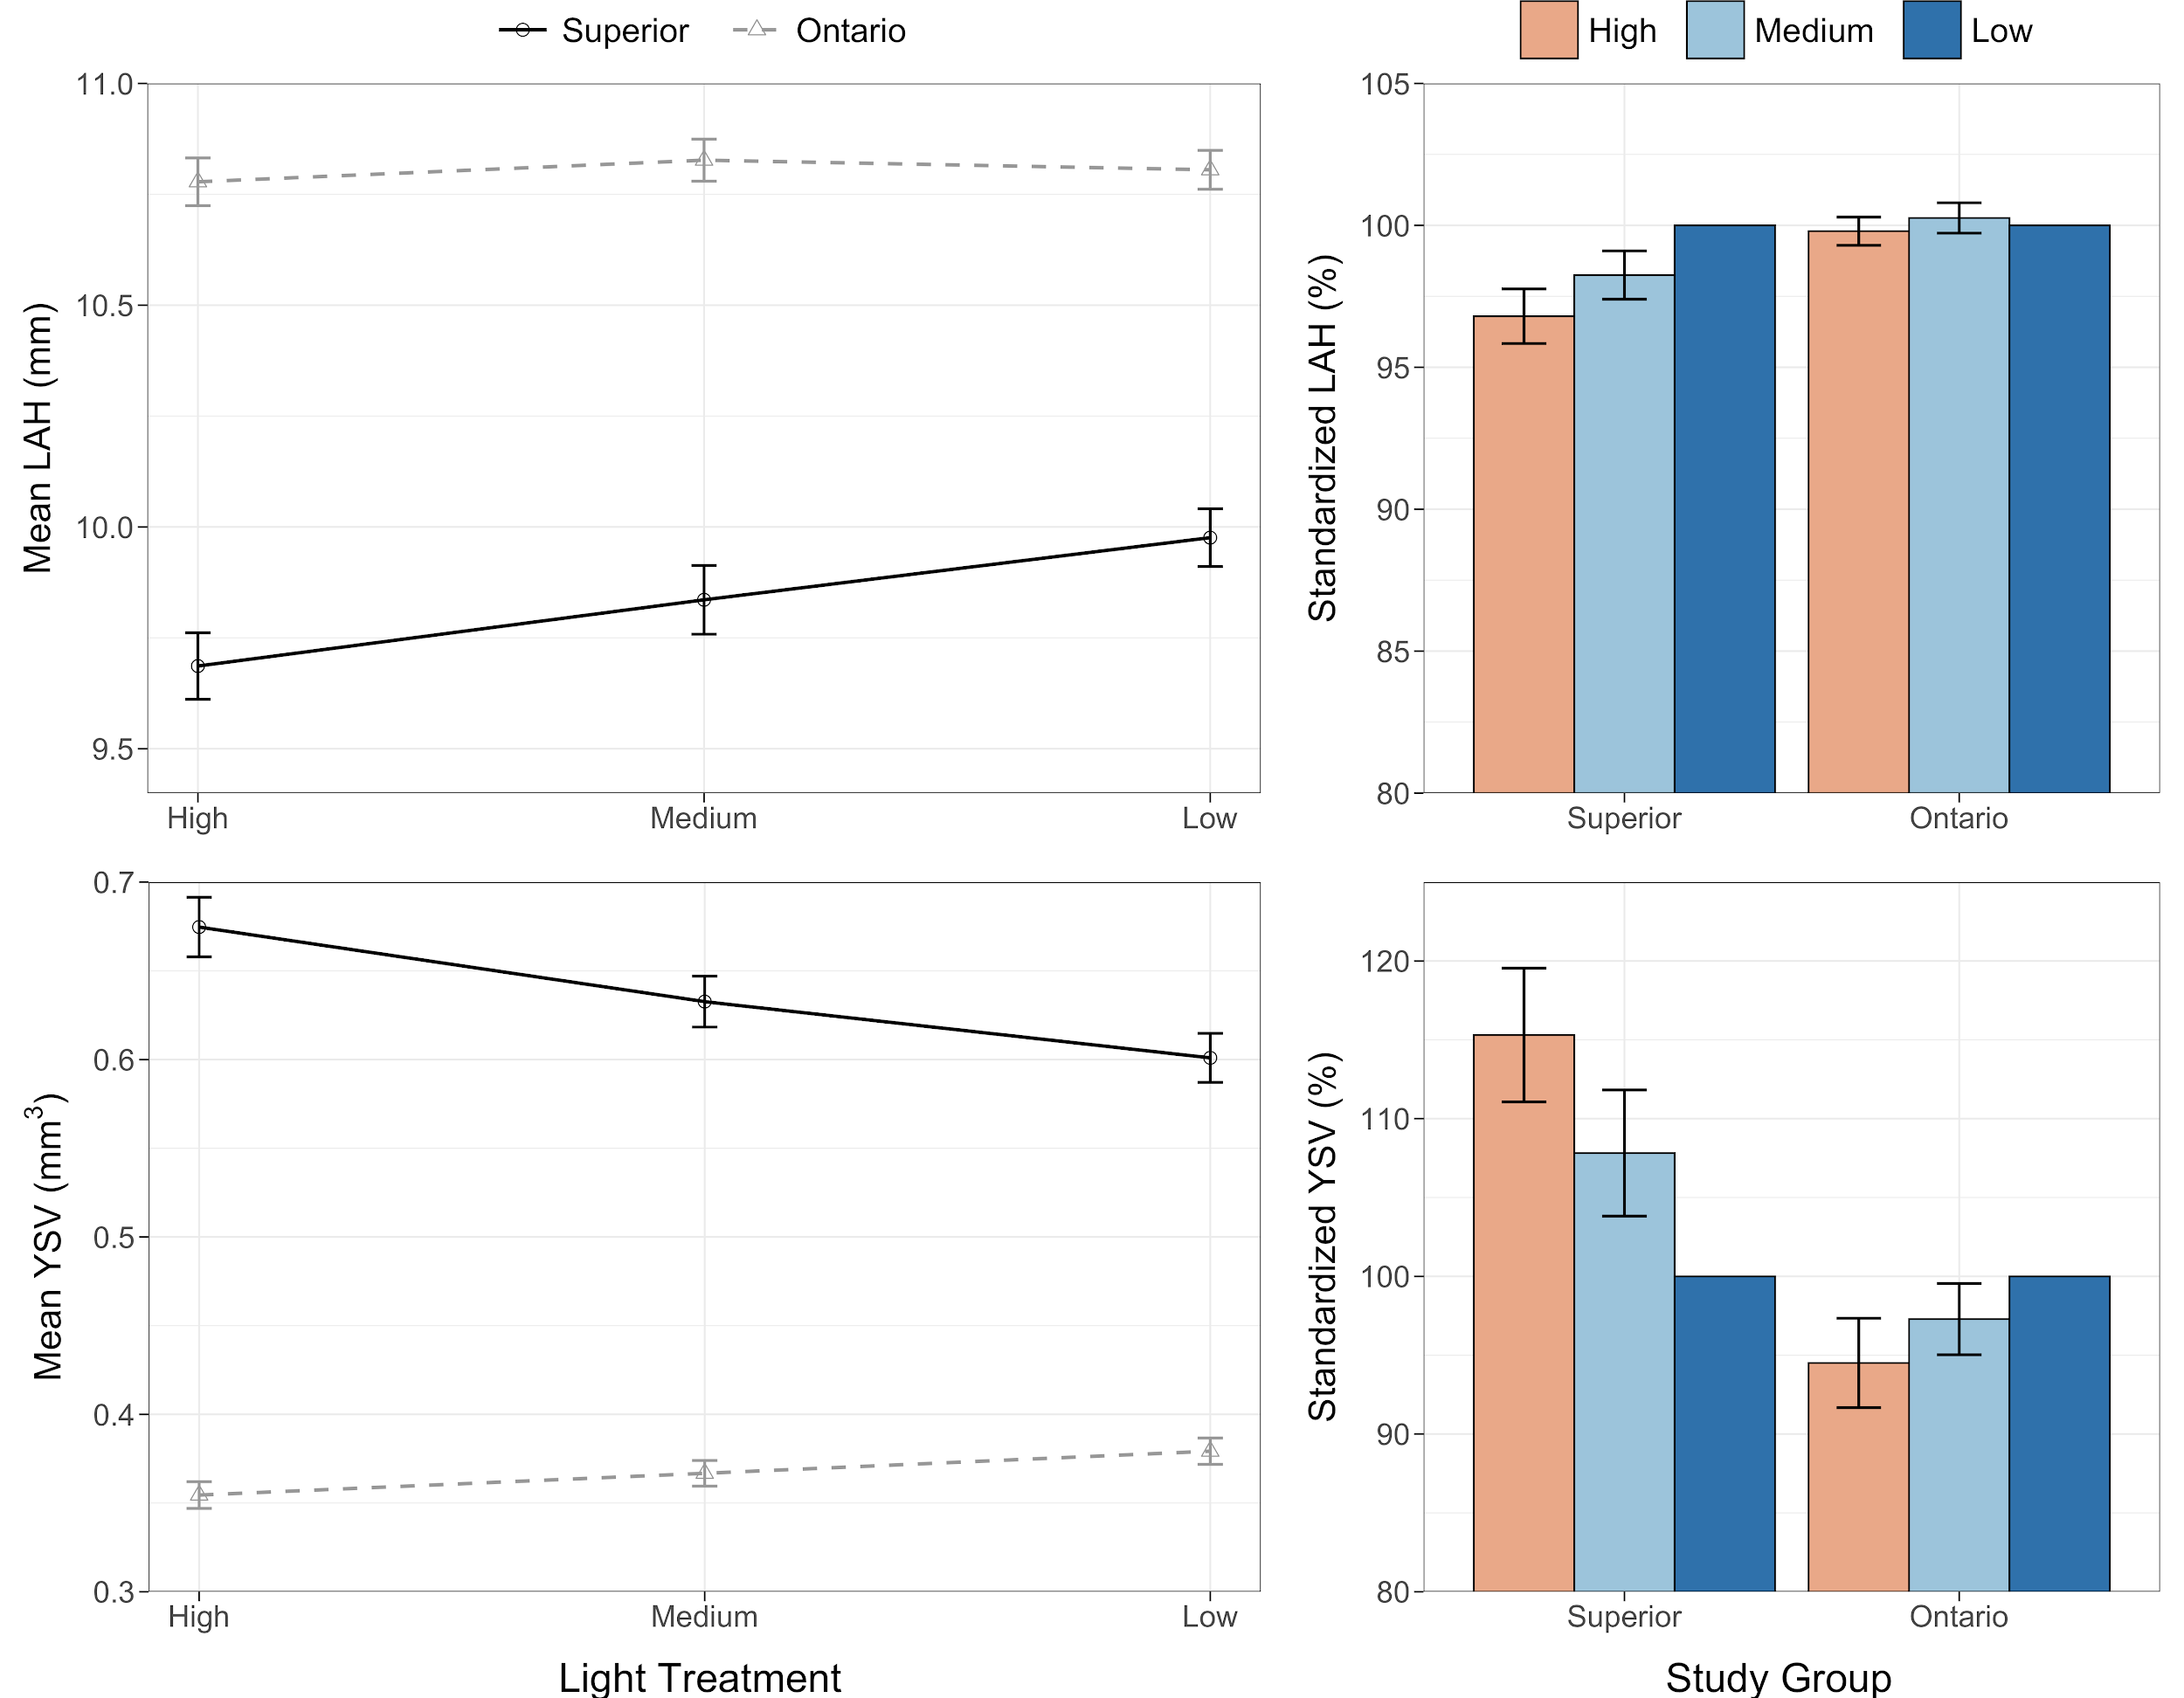 Superior Ontario
High Medium Low
Mean LAH (mm)
11.0
10.5
10.0
9.5
High Medium Low
Standardized LAH (%)
105
100
95
90
85
80
Superior Ontario
Mean YSV (mm³)
0.7
0.6
0.5
0.4
0.3
High Medium Low
Light Treatment
Standardized YSV (%)
120
110
100
90
80
Superior Ontario
Study Group